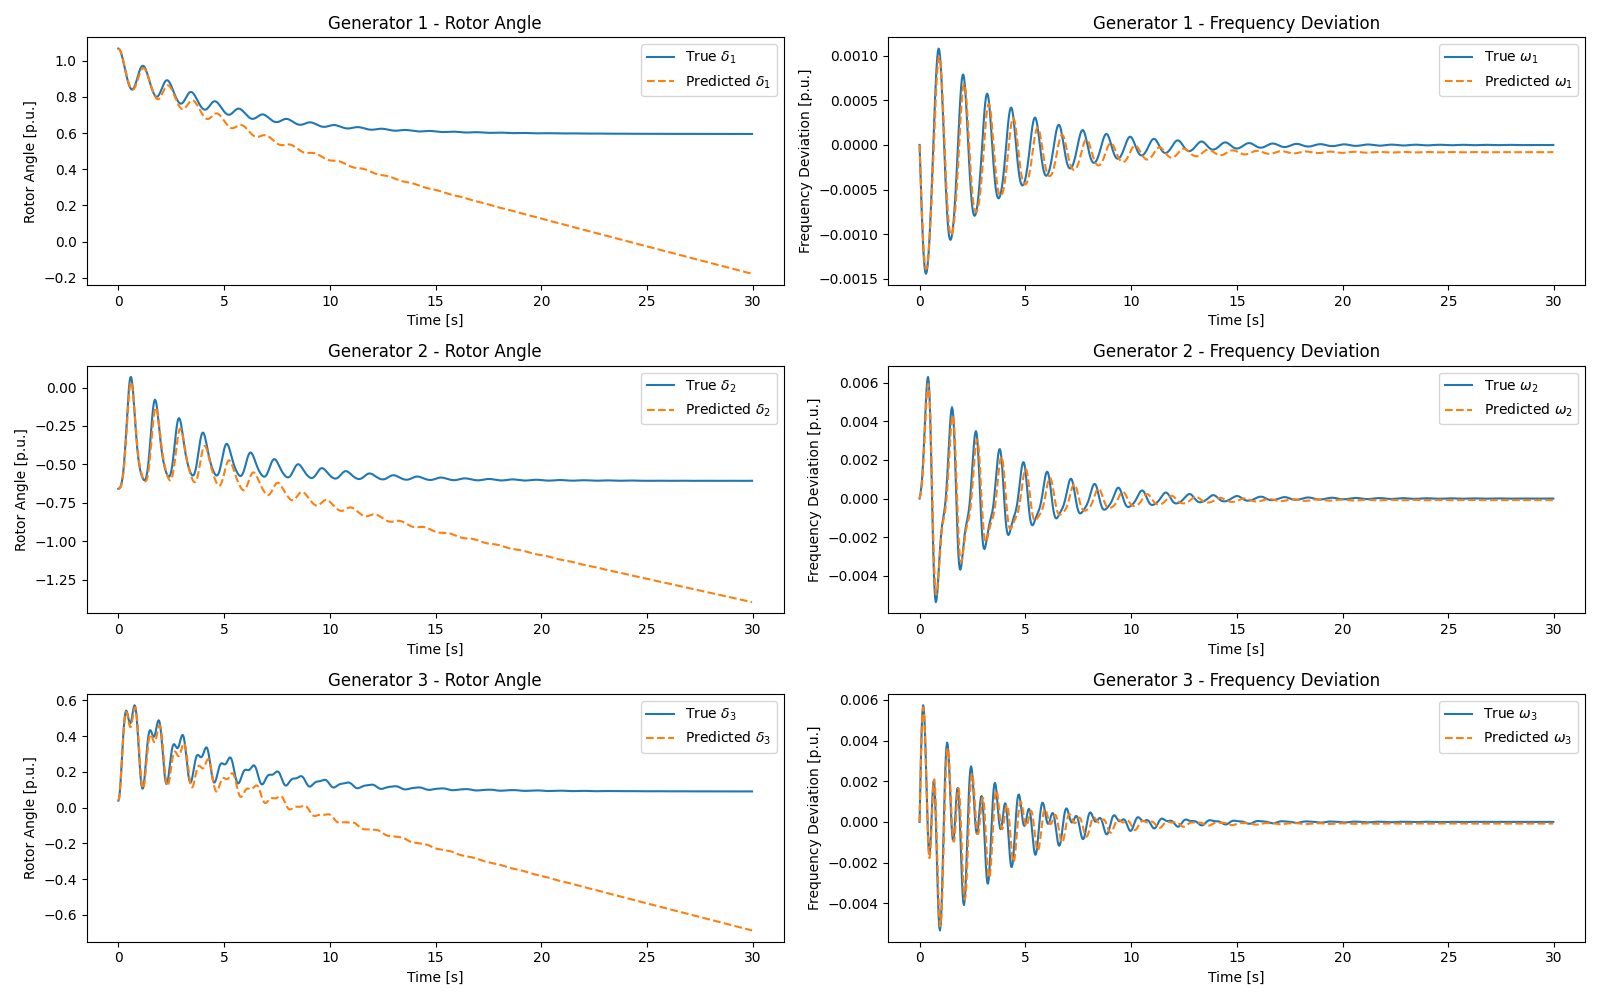 Generator 1 - Rotor Angle
Rotor Angle [p.u.]
1.0
0.8
0.6
0.4
0.2
0.0
−0.2
True δ1
Predicted δ1
0 5 10 15 20 25 30
Time [s]
Generator 1 - Frequency Deviation
Frequency Deviation [p.u.]
0.0010
0.0005
0.0000
−0.0005
−0.0010
−0.0015
True ω1
Predicted ω1
0 5 10 15 20 25 30
Time [s]
Generator 2 - Rotor Angle
Rotor Angle [p.u.]
0.00
−0.25
−0.50
−0.75
−1.00
−1.25
True δ2
Predicted δ2
0 5 10 15 20 25 30
Time [s]
Generator 2 - Frequency Deviation
Frequency Deviation [p.u.]
0.006
0.004
0.002
0.000
−0.002
−0.004
True ω2
Predicted ω2
0 5 10 15 20 25 30
Time [s]
Generator 3 - Rotor Angle
Rotor Angle [p.u.]
0.6
0.4
0.2
0.0
−0.2
−0.4
−0.6
True δ3
Predicted δ3
0 5 10 15 20 25 30
Time [s]
Generator 3 - Frequency Deviation
Frequency Deviation [p.u.]
0.006
0.004
0.002
0.000
−0.002
−0.004
True ω3
Predicted ω3
0 5 10 15 20 25 30
Time [s]